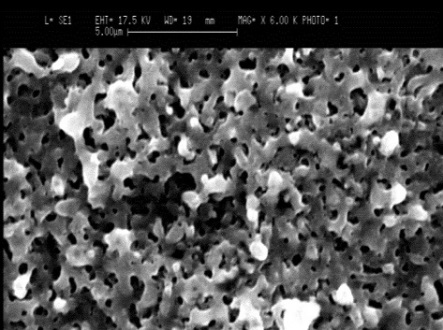 L= SE1 EHT= 17.5 KV WD= 19 mm MAG= X 6.00 K PHOTO= 1
5.00µm